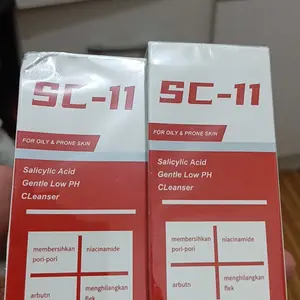 SC-11
FOR OILY & PRONE SKIN
Salicylic Acid
Gentle Low PH
CLeanser
membersihkan
pori-pori
niacinamide
arbutn
menghilangkan
flek
SC-11
FOR OILY & PRONE SKIN
Salicylic Acid
Gentle Low PH
CLeanser
membersihkan
pori-pori
niacinamide
arbutn
menghilangkan
flek